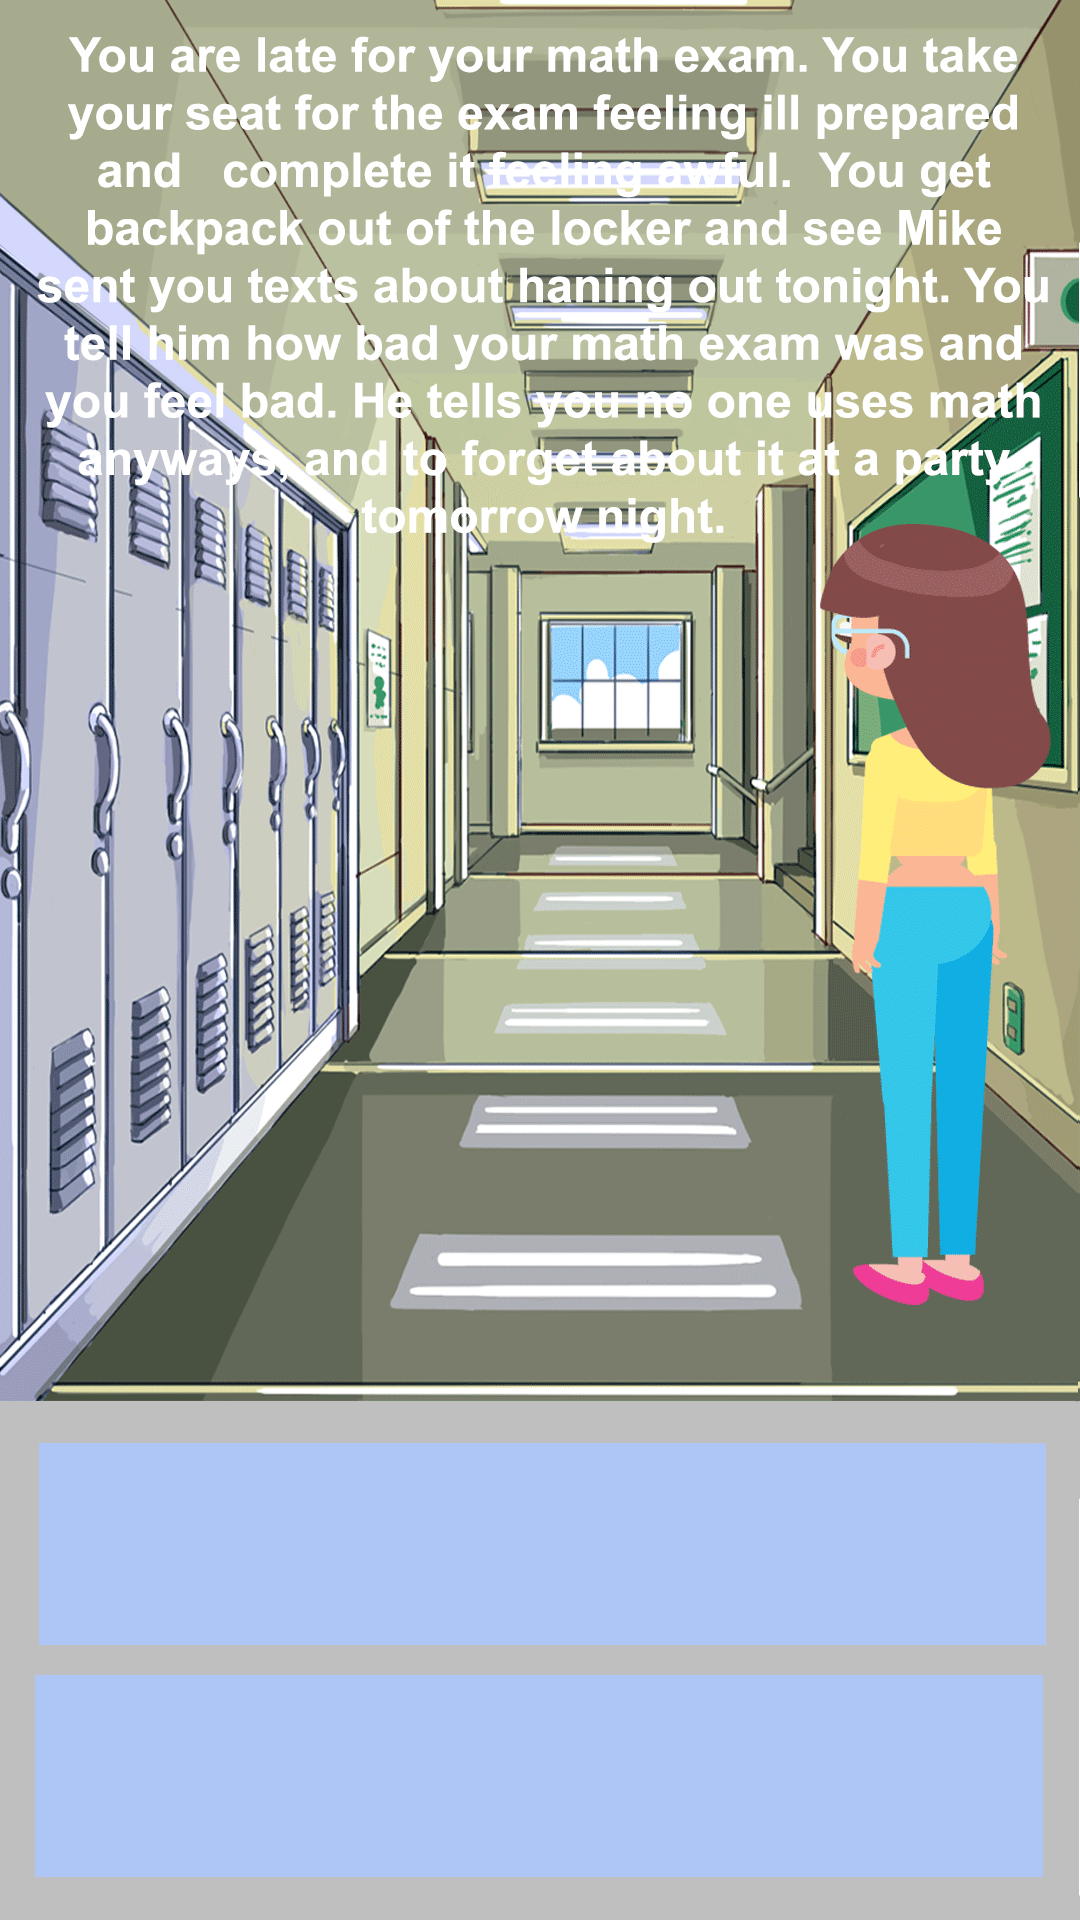 You are late for your math exam. You take
your seat for the exam feeling ill prepared
and complete it feeling awful. You get
backpack out of the locker and see Mike
sent you texts about haning out tonight. You
tell him how bad your math exam was and
you feel bad. He tells you no one uses math
anyways, and to forget about it at a party
tomorrow night.